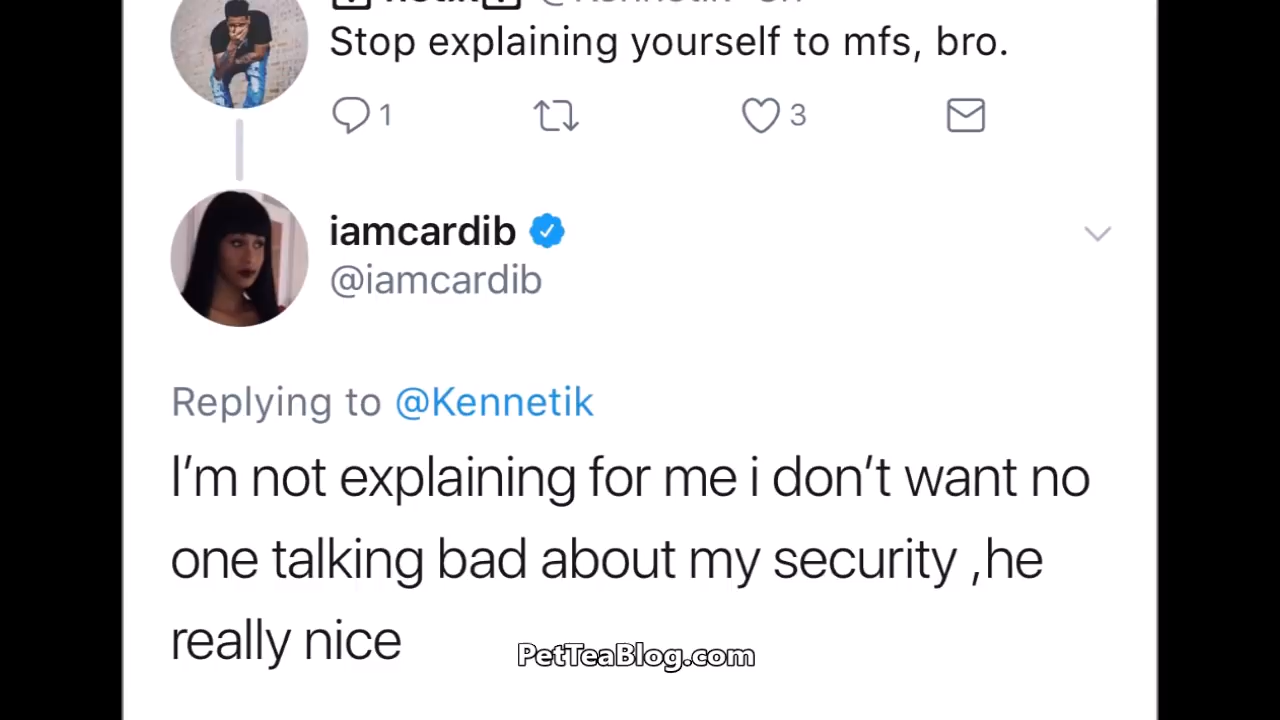 Stop explaining yourself to mfs, bro.
1 3
iamcardib
@iamcardib
Replying to @Kennetik
I'm not explaining for me i don't want no
one talking bad about my security ,he
really nice
PetTeaBlog.com